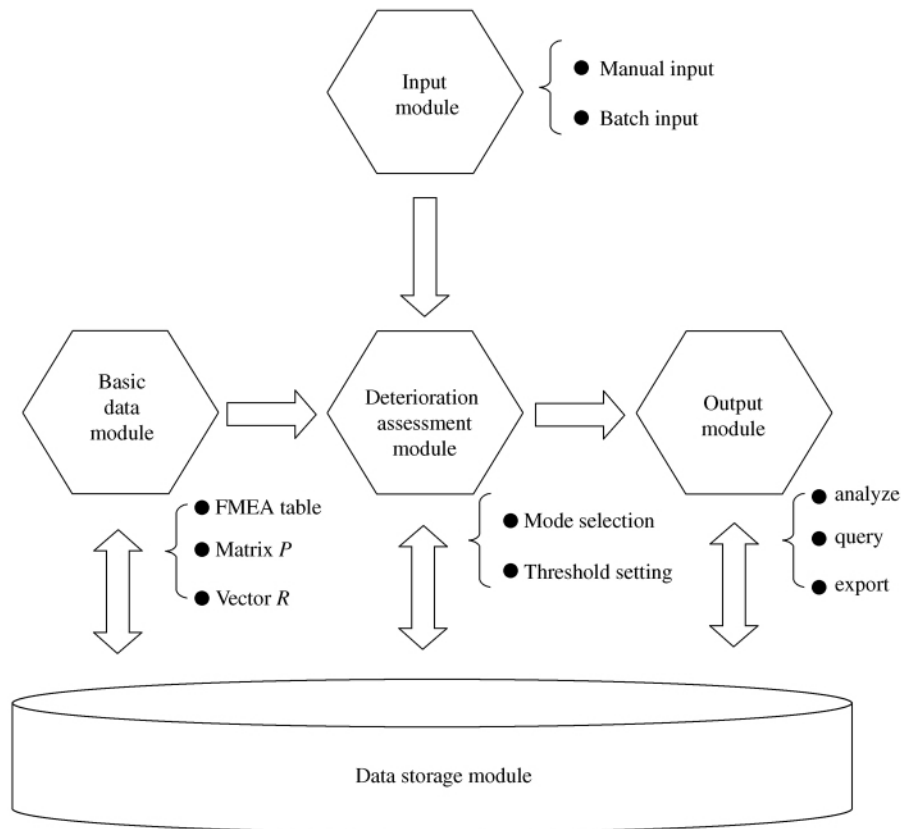 Input
module
● Manual input
● Batch input
Basic
data
module
Deterioration
assessment
module
Output
module
● FMEA table
● Matrix P
● Vector R
● Mode selection
● Threshold setting
● analyze
● query
● export
Data storage module